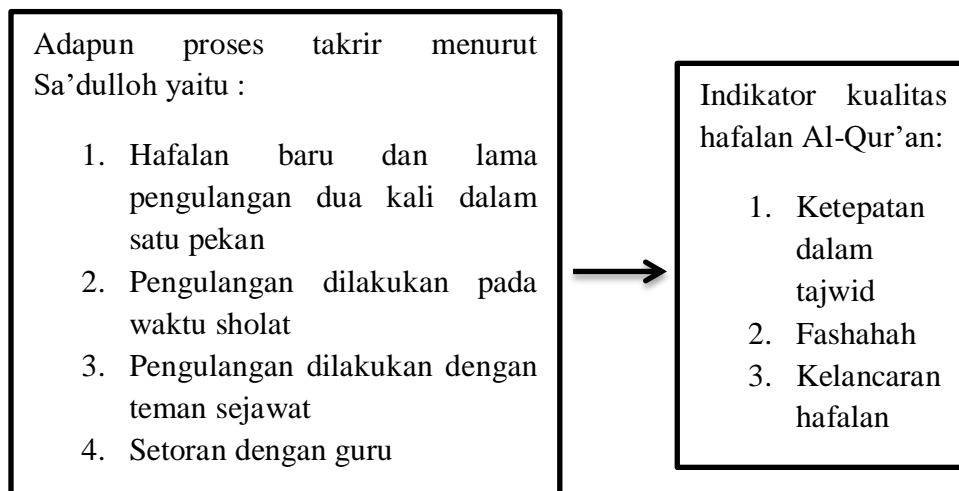 Adapun proses takrir menurut
Sa’dulloh yaitu :
1. Hafalan baru dan lama
pengulangan dua kali dalam
satu pekan
2. Pengulangan dilakukan pada
waktu sholat
3. Pengulangan dilakukan dengan
teman sejawat
4. Setoran dengan guru
Indikator kualitas
hafalan Al-Qur’an:
1. Ketepatan
dalam
tajwid
2. Fashahah
3. Kelancaran
hafalan